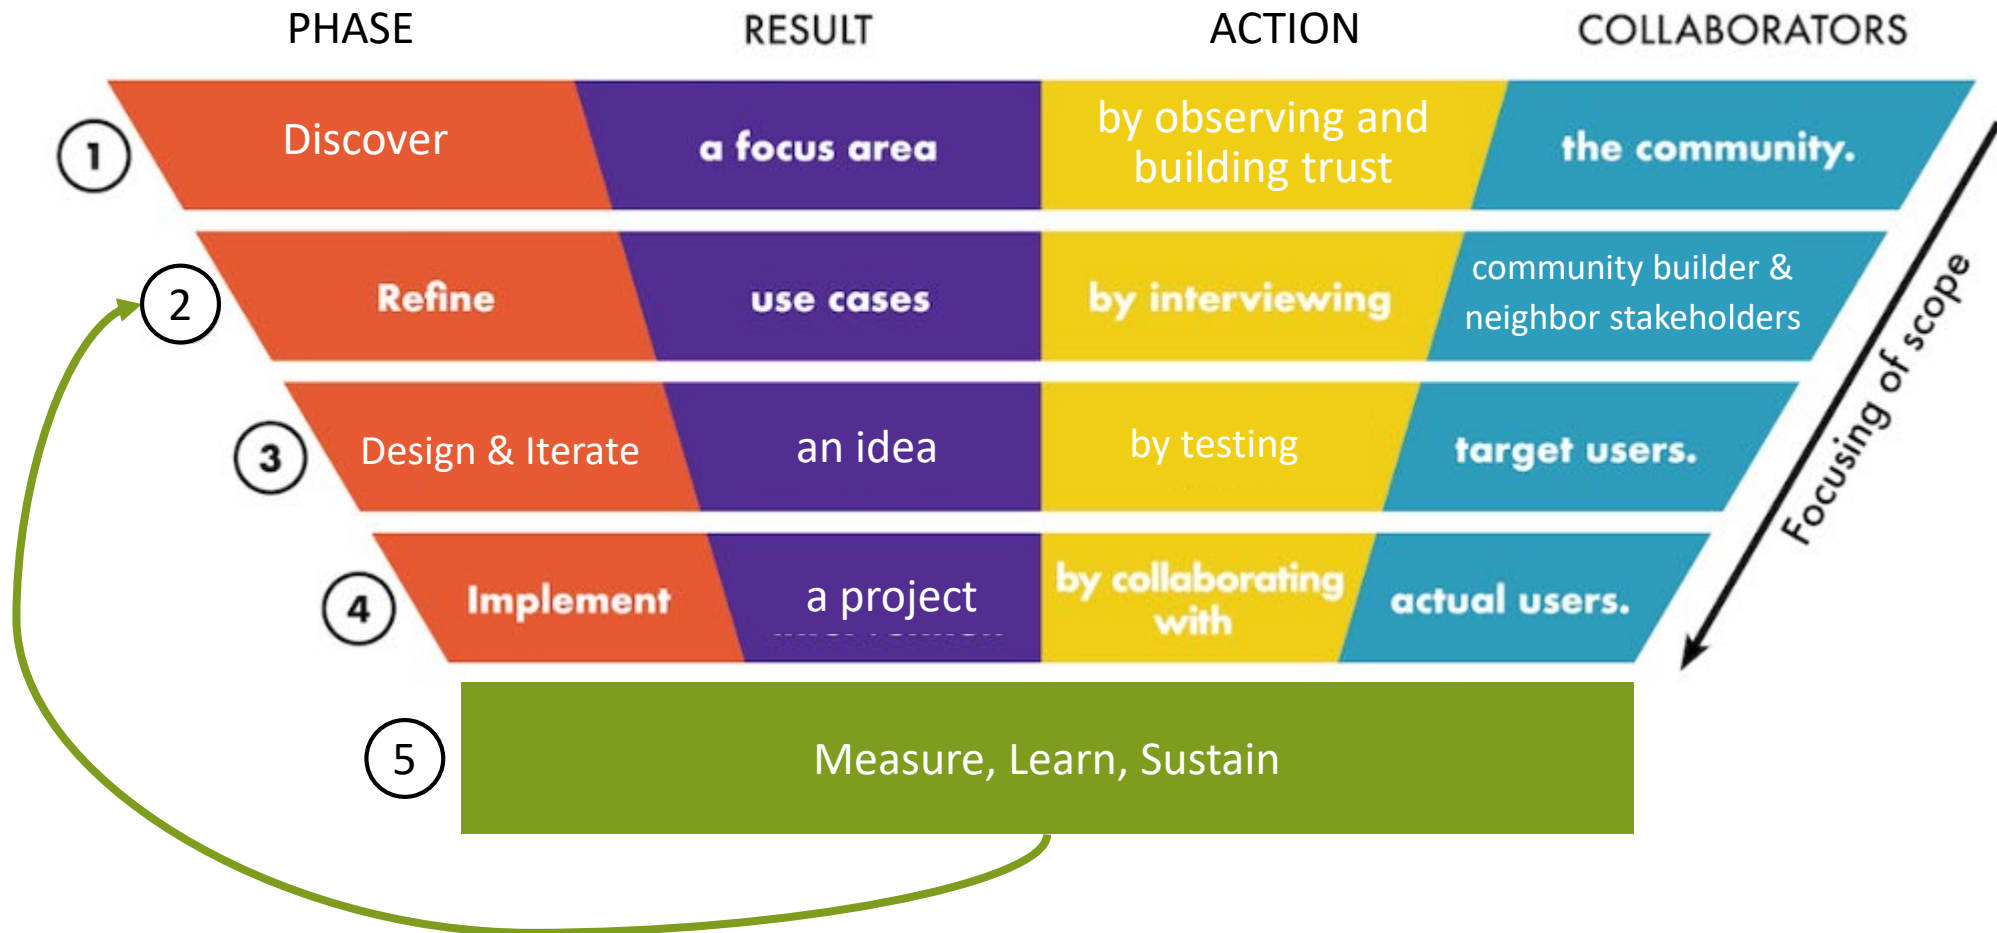 PHASE RESULT ACTION COLLABORATORS
1 Discover a focus area by observing and building trust the community.
2 Refine use cases by interviewing community builder & neighbor stakeholders
3 Design & Iterate an idea by testing target users.
4 Implement a project by collaborating with actual users.
5 Measure, Learn, Sustain
Focusing of scope